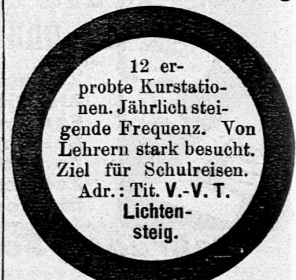 12 er-
probte Kurstatio-
nen. Jährlich stei-
gende Frequenz. Von
Lehrern stark besucht.
Ziel für Schulreisen.
Adr.: Tit. V.-V. T.
Lichten-
steig.